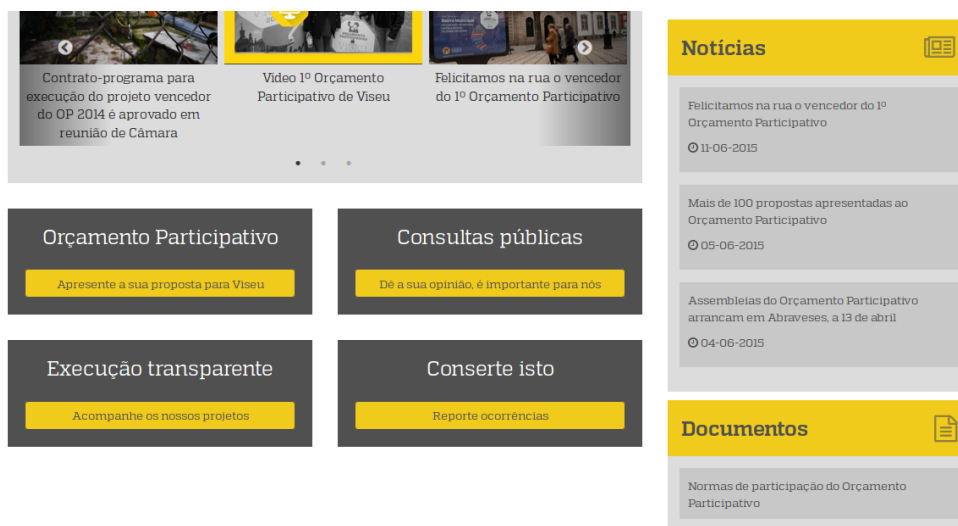 Contrato-programa para
execução do projeto vencedor
do OP 2014 é aprovado em
reunião de Câmara
Video 1º Orçamento
Participativo de Viseu
Felicitamos na rua o vencedor
do 1º Orçamento Participativo
Orçamento Participativo
Apresente a sua proposta para Viseu
Consultas públicas
Dê a sua opinião, é importante para nós
Execução transparente
Acompanhe os nossos projetos
Conserte isto
Reporte ocorrências
Notícias
Felicitamos na rua o vencedor do 1º
Orçamento Participativo
11-06-2015
Mais de 100 propostas apresentadas ao
Orçamento Participativo
05-06-2015
Assembleias do Orçamento Participativo
arrancam em Abraveses, a 13 de abril
04-06-2015
Documentos
Normas de participação do Orçamento
Participativo